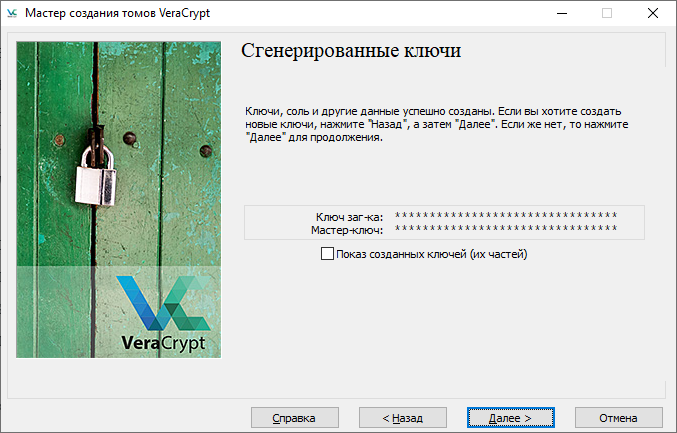 Мастер создания томов VeraCrypt
Сгенерированные ключи
Ключи, соль и другие данные успешно созданы. Если вы хотите создать
новые ключи, нажмите "Назад", а затем "Далее". Если же нет, то нажмите
"Далее" для продолжения.
Ключ заг-ка: ********************************
Мастер-ключ: ********************************
Показ созданных ключей (их частей)
VeraCrypt
Справка
< Назад
Далее >
Отмена